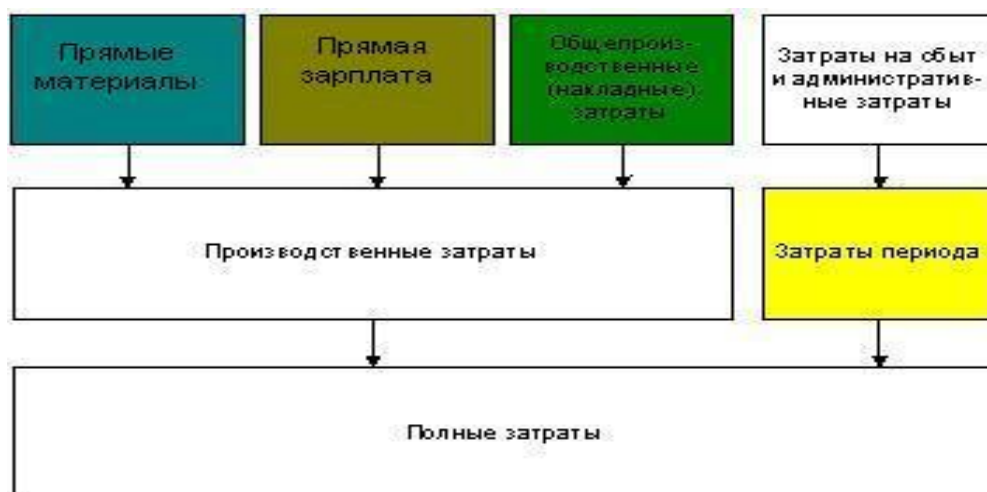 Прямые
материалы
Прямая
зарплата
Общепроиз-
водственные
(накладные)
затраты
Затраты на сбыт
и административ-
ные затраты
Производственные затраты
Затраты периода
Полные затраты